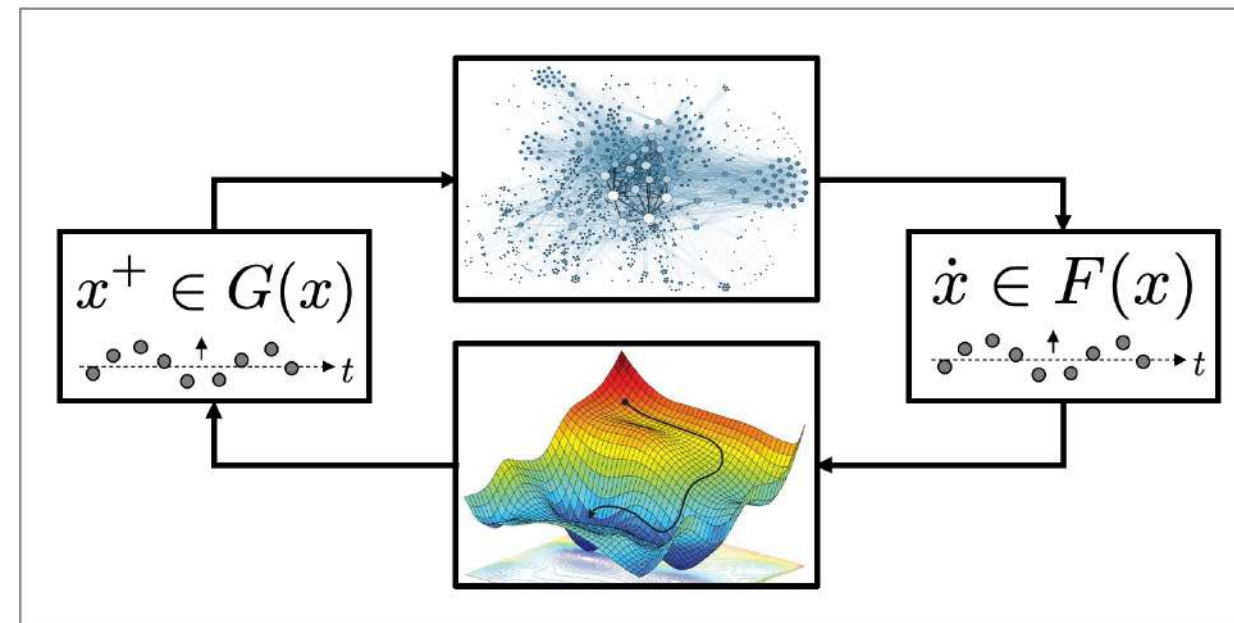 x⁺ ∈ G(x)
t
ẋ ∈ F(x)
t